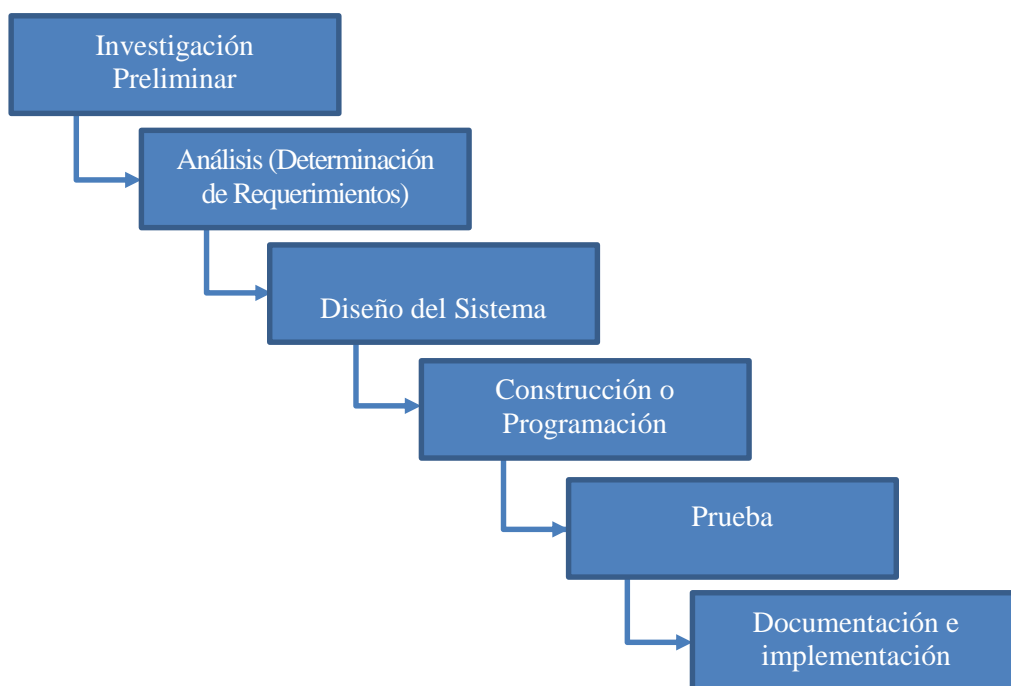 Investigación
Preliminar
Análisis (Determinación
de Requerimientos)
Diseño del Sistema
Construcción o
Programación
Prueba
Documentación e
implementación